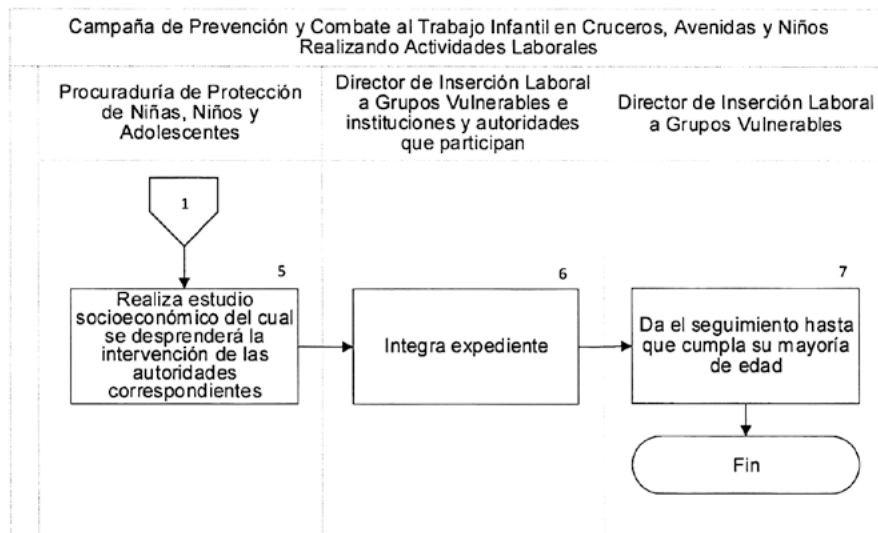 Campaña de Prevención y Combate al Trabajo Infantil en Cruceros, Avenidas y Niños
Realizando Actividades Laborales
Procuraduría de Protección
de Niñas, Niños y
Adolescentes
Director de Inserción Laboral
a Grupos Vulnerables e
instituciones y autoridades
que participan
Director de Inserción Laboral
a Grupos Vulnerables
1
5
Realiza estudio
socioeconómico del cual
se desprenderá la
intervención de las
autoridades
correspondientes
6
Integra expediente
7
Da el seguimiento hasta
que cumpla su mayoría
de edad
Fin